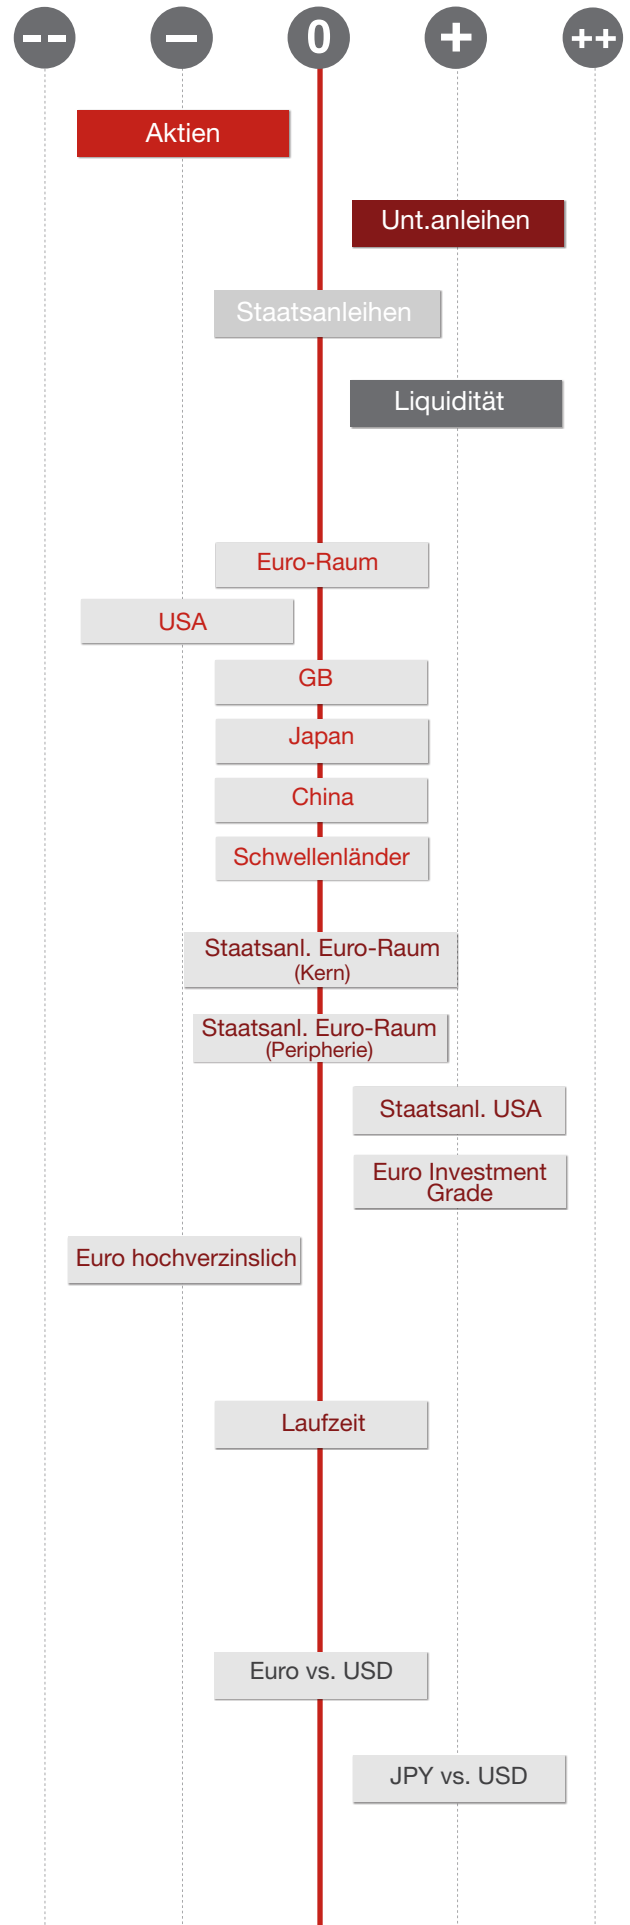 -- - 0 + ++
Aktien
Unt.anleihen
Staatsanleihen
Liquidität
Euro-Raum
USA
GB
Japan
China
Schwellenländer
Staatsanl. Euro-Raum
(Kern)
Staatsanl. Euro-Raum
(Peripherie)
Staatsanl. USA
Euro Investment
Grade
Euro hochverzinslich
Laufzeit
Euro vs. USD
JPY vs. USD